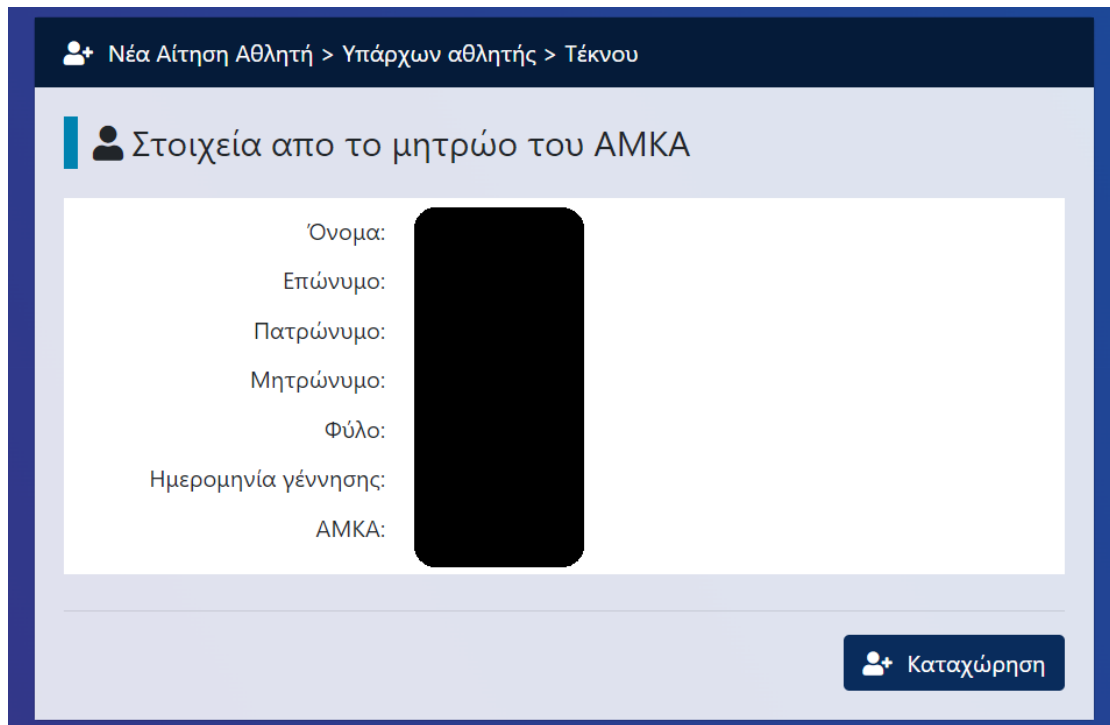 Νέα Αίτηση Αθλητή > Υπάρχων αθλητής > Τέκνου
Στοιχεία απο το μητρώο του ΑΜΚΑ
Όνομα:
Επώνυμο:
Πατρώνυμο:
Μητρώνυμο:
Φύλο:
Ημερομηνία γέννησης:
ΑΜΚΑ:
Καταχώρηση